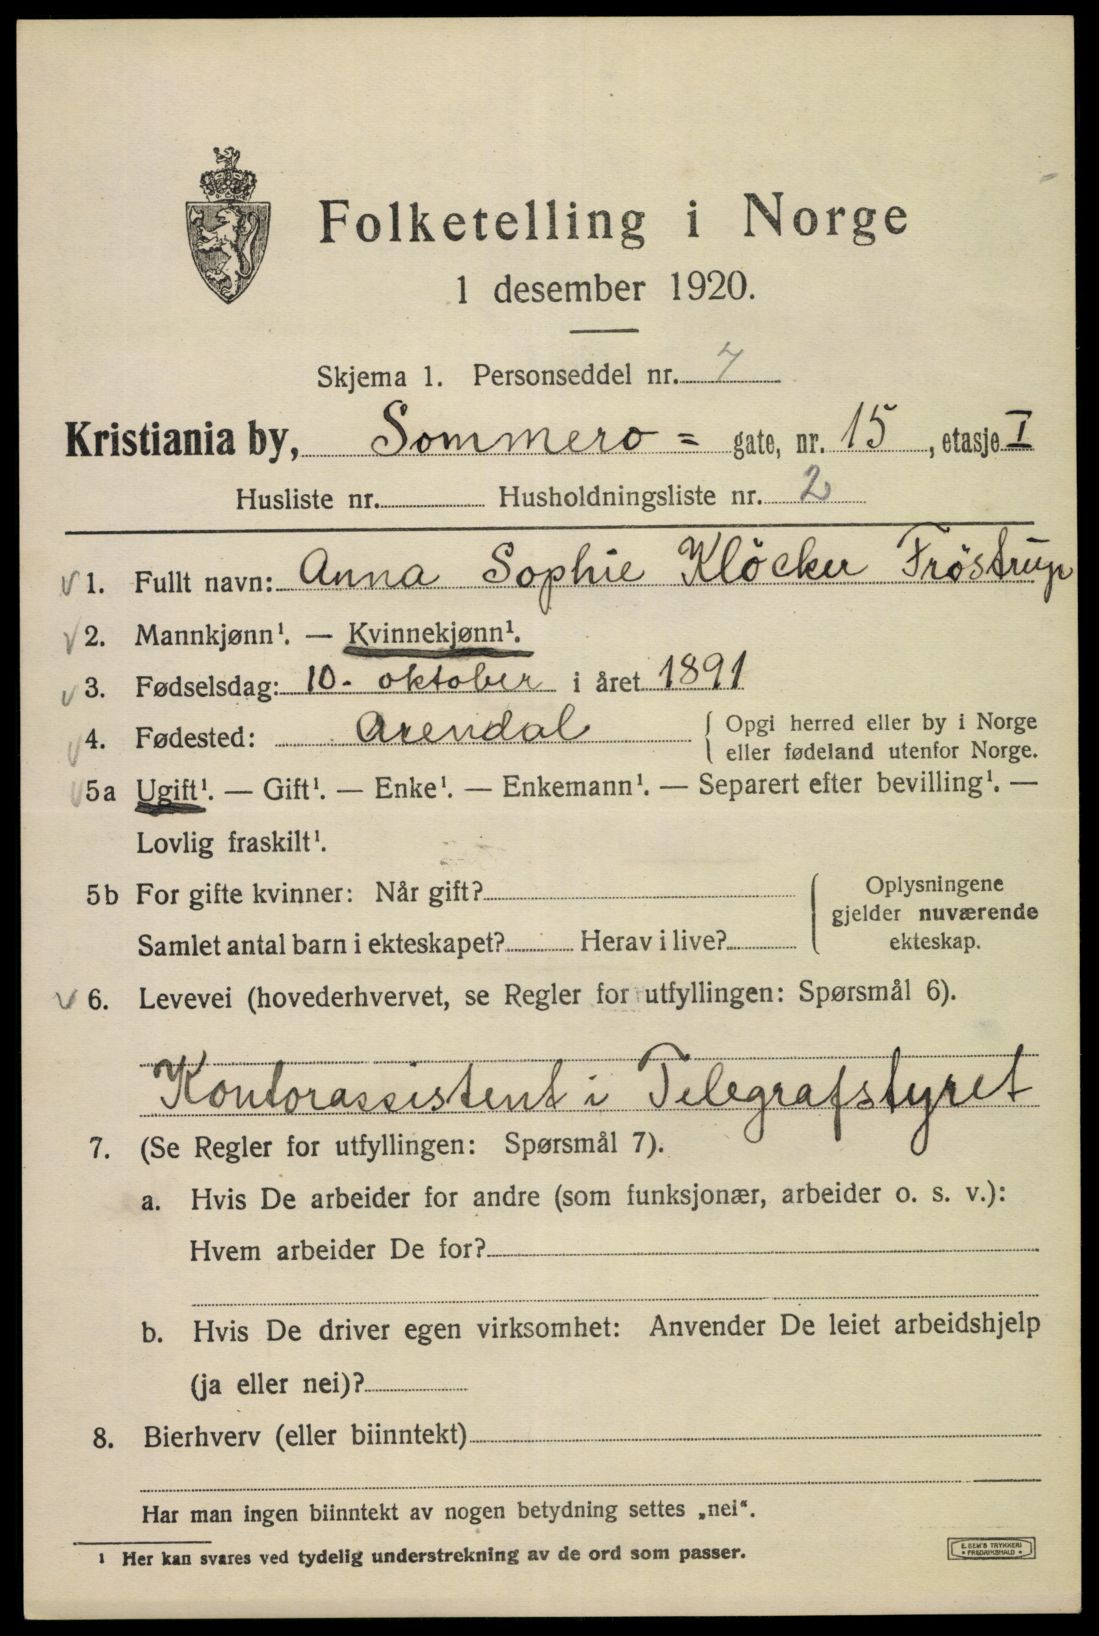 Folketelling i Norge
1 desember 1920.
Skjema 1. Personseddel nr. 7
Kristiania by, Sommero = gate, nr. 15, etasje I
Husliste nr. Husholdningsliste nr. 2
1. Fullt navn: Anna Sophie Klöcker Fröstrup
2. Mannkjønn¹. — Kvinnekjønn¹.
3. Fødselsdag: 10. oktober i året 1891
4. Fødested: Arendal { Opgi herred eller by i Norge
eller fødeland utenfor Norge.
5a Ugift¹. — Gift¹. — Enke¹. — Enkemann¹. — Separert efter bevilling¹. —
Lovlig fraskilt¹.
5b For gifte kvinner: Når gift? { Oplysningene
gjelder nuværende
Samlet antal barn i ekteskapet? Herav i live? ekteskap.
6. Levevei (hovederhvervet, se Regler for utfyllingen: Spørsmål 6).
Kontorassistent i Telegrafstyret
7. (Se Regler for utfyllingen: Spørsmål 7).
a. Hvis De arbeider for andre (som funksjonær, arbeider o. s. v.):
Hvem arbeider De for?
b. Hvis De driver egen virksomhet: Anvender De leiet arbeidshjelp
(ja eller nei)?
8. Bierhverv (eller biinntekt)
Har man ingen biinntekt av nogen betydning settes „nei“.
¹ Her kan svares ved tydelig understrekning av de ord som passer.
E. SEM'S TRYKKERI
• FREDRIKSHALD •